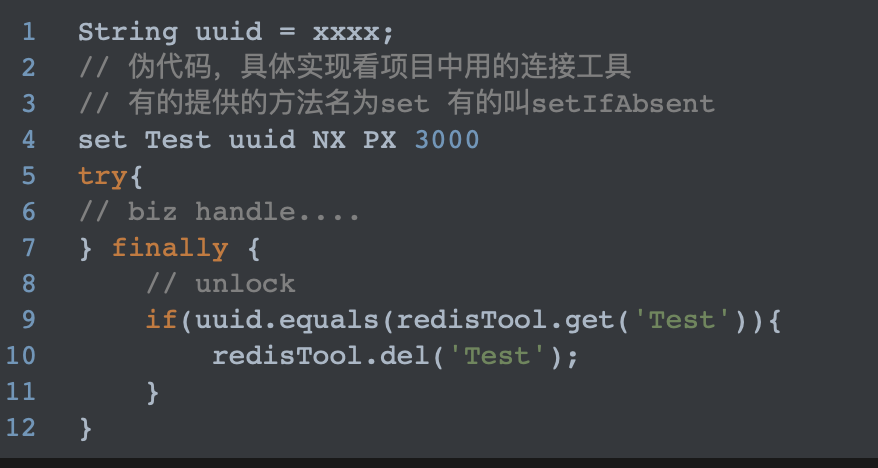 1 String uuid = xxxx;
2 // 伪代码，具体实现看项目中用的连接工具
3 // 有的提供的方法名为set 有的叫setIfAbsent
4 set Test uuid NX PX 3000
5 try{
6 // biz handle....
7 } finally {
8 // unlock
9 if(uuid.equals(redisTool.get('Test')){
10 redisTool.del('Test');
11 }
12 }